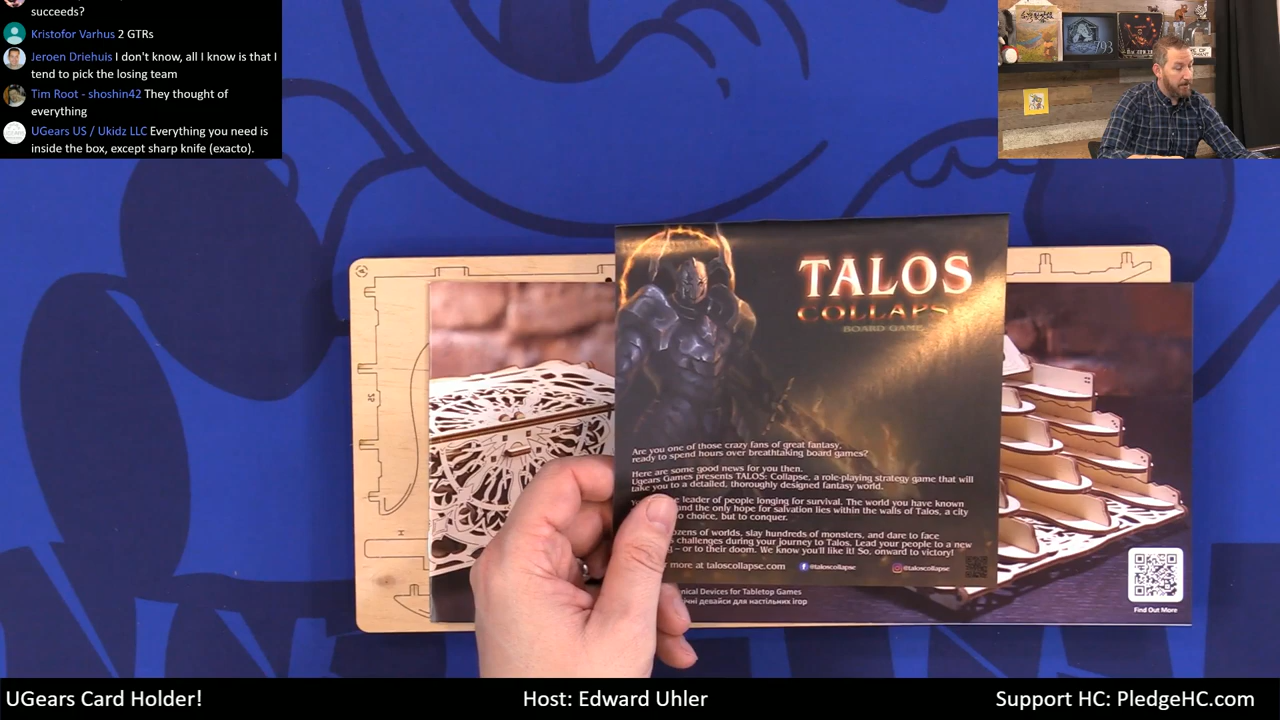 succeeds?
Kristofor Varhus 2 GTRs
Jeroen Driehuis I don't know, all I know is that I
tend to pick the losing team
Tim Root - shoshin42 They thought of
everything
UGears US / Ukidz LLC Everything you need is
inside the box, except sharp knife (exacto).
793
TALOS
COLLAPSE
BOARD GAME
Are you one of those crazy fans of great fantasy,
ready to spend hours over breathtaking board games?
Here are some good news for you then.
Ugears Games presents TALOS: Collapse, a role-playing strategy game that will
take you to a detailed, thoroughly designed fantasy world.
leader of people longing for survival. The world you have known
and the only hope for salvation lies within the walls of Talos, a city
choice, but to conquer.
of worlds, slay hundreds of monsters, and dare to face
challenges during your journey to Talos. Lead your people to a new
– or to their doom. We know you'll like it! So, onward to victory!
more at taloscollapse.com @taloscollapse @taloscollapse
Devices for Tabletop Games
девайси для настільних ігор
Find Out More
UGears Card Holder!
Host: Edward Uhler
Support HC: PledgeHC.com